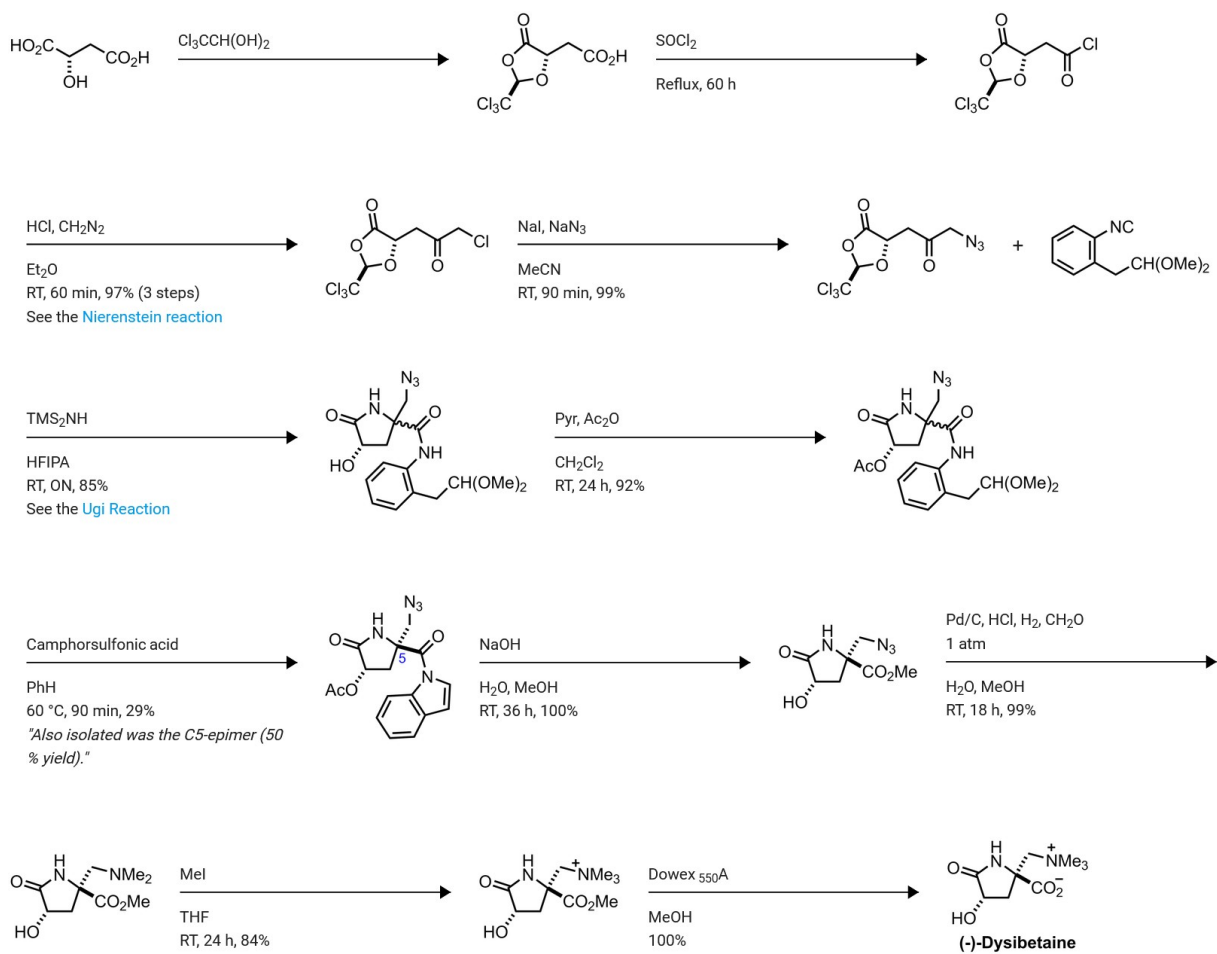 HO₂C CO₂H OH
Cl₃CCH(OH)₂
O O O CO₂H Cl₃C
SOCl₂
Reflux, 60 h
O O O Cl O Cl₃C
HCl, CH₂N₂
Et₂O
RT, 60 min, 97% (3 steps)
See the Nierenstein reaction
O O O Cl O Cl₃C
NaI, NaN₃
MeCN
RT, 90 min, 99%
O O O N₃ O Cl₃C
+
NC CH(OMe)₂
TMS₂NH
HFIPA
RT, ON, 85%
See the Ugi Reaction
N₃ H N O O NH HO CH(OMe)₂
Pyr, Ac₂O
CH₂Cl₂
RT, 24 h, 92%
N₃ H N O O NH AcO CH(OMe)₂
Camphorsulfonic acid
PhH
60 °C, 90 min, 29%
"Also isolated was the C5-epimer (50
% yield)."
N₃ H N O O 5 N AcO
NaOH
H₂O, MeOH
RT, 36 h, 100%
H N O N₃ CO₂Me HO
Pd/C, HCl, H₂, CH₂O
1 atm
H₂O, MeOH
RT, 18 h, 99%
H N O NMe₂ CO₂Me HO
MeI
THF
RT, 24 h, 84%
H N O + NMe₃ CO₂Me HO
Dowex 550A
MeOH
100%
H N O + NMe₃ CO₂⁻ HO
(-)-Dysibetaine